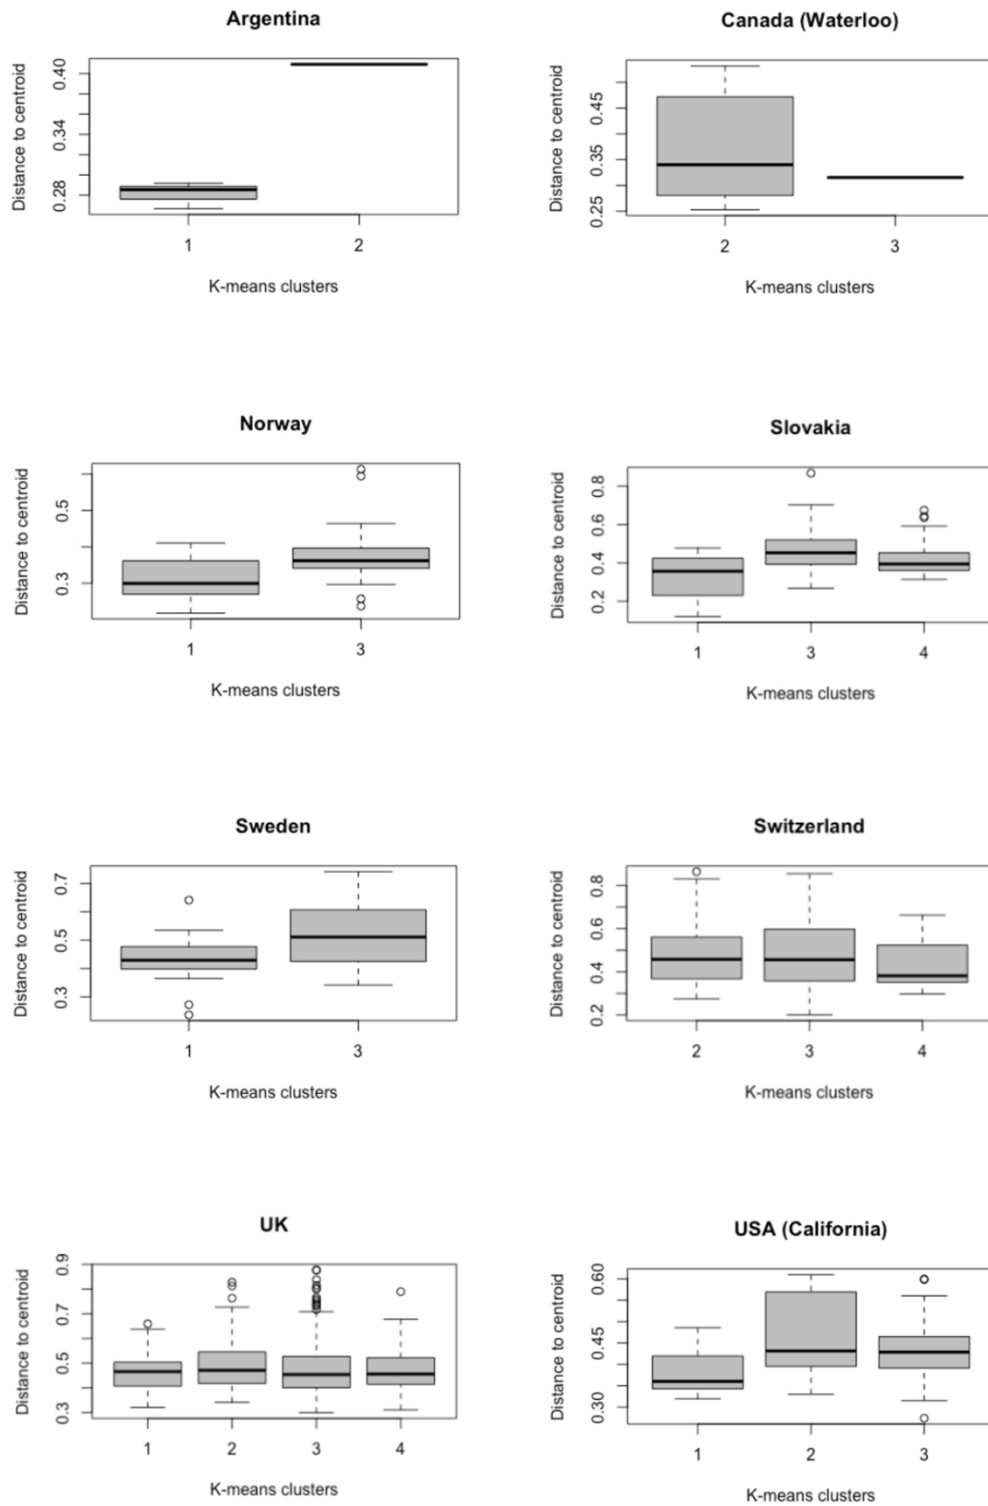 Argentina
Distance to centroid
0.40
0.34
0.28
1 2
K-means clusters
Canada (Waterloo)
Distance to centroid
0.45
0.35
0.25
2 3
K-means clusters
Norway
Distance to centroid
0.5
0.3
1 3
K-means clusters
Slovakia
Distance to centroid
0.8
0.6
0.4
0.2
1 3 4
K-means clusters
Sweden
Distance to centroid
0.7
0.5
0.3
1 3
K-means clusters
Switzerland
Distance to centroid
0.8
0.6
0.4
0.2
2 3 4
K-means clusters
UK
Distance to centroid
0.9
0.7
0.5
0.3
1 2 3 4
K-means clusters
USA (California)
Distance to centroid
0.60
0.45
0.30
1 2 3
K-means clusters